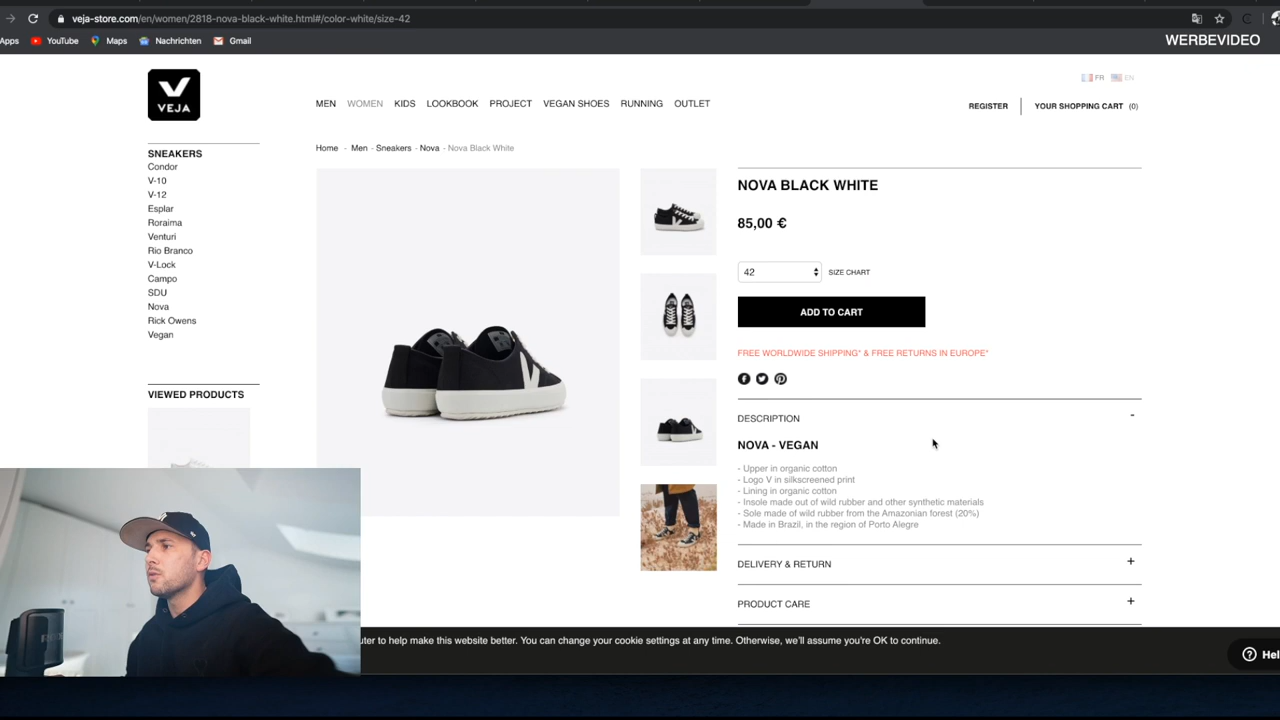 veja-store.com/en/women/2818-nova-black-white.html#/color-white/size-42
Apps YouTube Maps Nachrichten Gmail
WERBEVIDEO
FR EN
VEJA
MEN WOMEN KIDS LOOKBOOK PROJECT VEGAN SHOES RUNNING OUTLET
REGISTER YOUR SHOPPING CART (0)
Home - Men - Sneakers - Nova - Nova Black White
SNEAKERS
Condor
V-10
V-12
Esplar
Roraima
Venturi
Rio Branco
V-Lock
Campo
SDU
Nova
Rick Owens
Vegan
VIEWED PRODUCTS
NOVA BLACK WHITE
85,00 €
42 SIZE CHART
ADD TO CART
FREE WORLDWIDE SHIPPING* & FREE RETURNS IN EUROPE*
DESCRIPTION -
NOVA - VEGAN
- Upper in organic cotton
- Logo V in silkscreened print
- Lining in organic cotton
- Insole made out of wild rubber and other synthetic materials
- Sole made of wild rubber from the Amazonian forest (20%)
- Made in Brazil, in the region of Porto Alegre
DELIVERY & RETURN +
PRODUCT CARE +
to help make this website better. You can change your cookie settings at any time. Otherwise, we'll assume you're OK to continue.